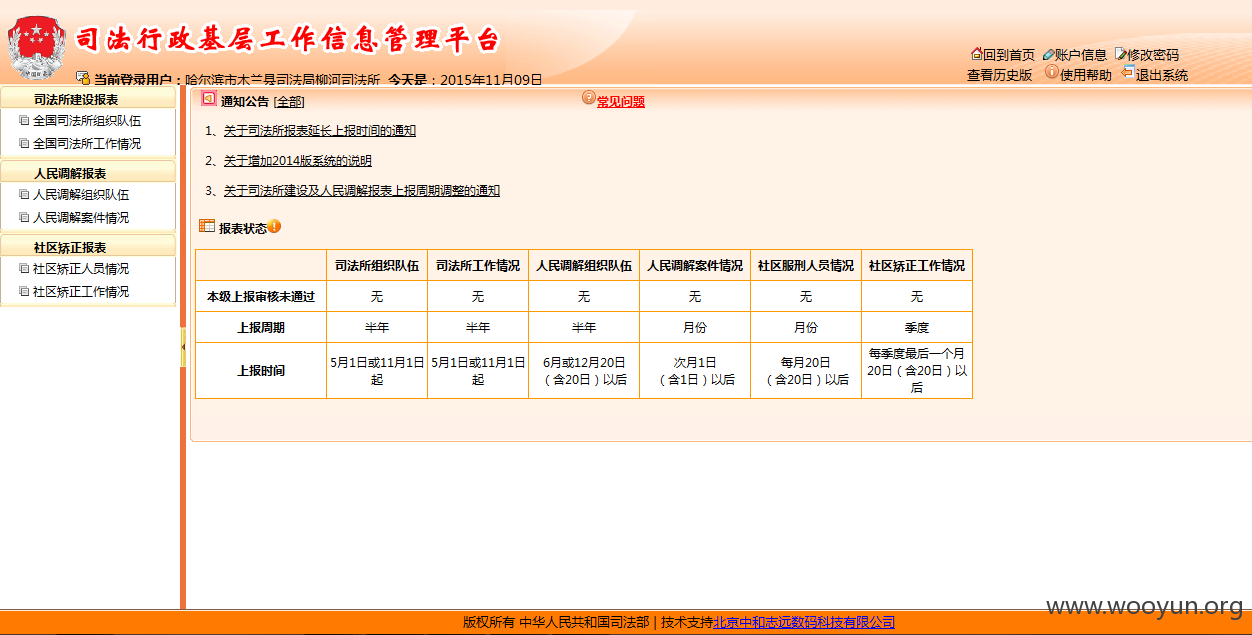 司法行政基层工作信息管理平台
回到首页 账户信息 修改密码
当前登录用户：哈尔滨市木兰县司法局柳河司法所 今天是：2015年11月09日
查看历史版 使用帮助 退出系统
司法所建设报表
全国司法所组织队伍
全国司法所工作情况
人民调解报表
人民调解组织队伍
人民调解案件情况
社区矫正报表
社区矫正人员情况
社区矫正工作情况
通知公告 [全部] 常见问题
1、关于司法所报表延长上报时间的通知
2、关于增加2014版系统的说明
3、关于司法所建设及人民调解报表上报周期调整的通知
报表状态
司法所组织队伍 司法所工作情况 人民调解组织队伍 人民调解案件情况 社区服刑人员情况 社区矫正工作情况
本级上报审核未通过 无 无 无 无 无 无
上报周期 半年 半年 半年 月份 月份 季度
上报时间 5月1日或11月1日起 5月1日或11月1日起 6月或12月20日（含20日）以后 次月1日（含1日）以后 每月20日（含20日）以后 每季度最后一个月20日（含20日）以后
www.wooyun.org
版权所有 中华人民共和国司法部 | 技术支持北京中和志远数码科技有限公司